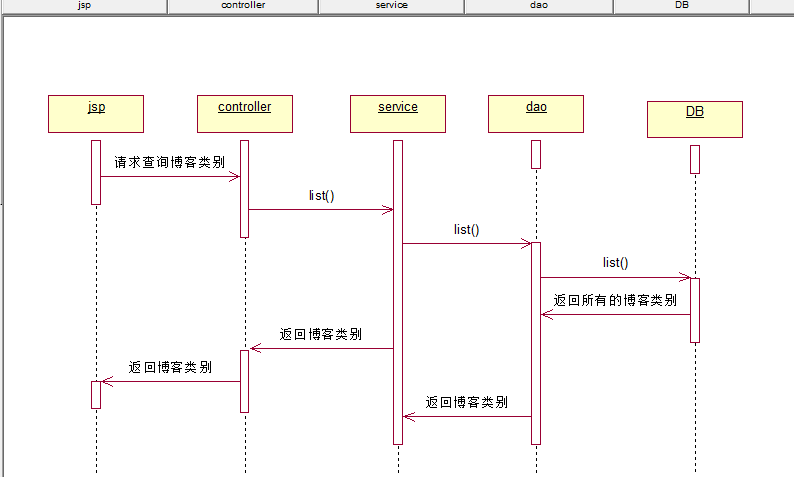 jsp controller service dao DB
jsp controller service dao DB
请求查询博客类别
list()
list()
list()
返回所有的博客类别
返回博客类别
返回博客类别
返回博客类别